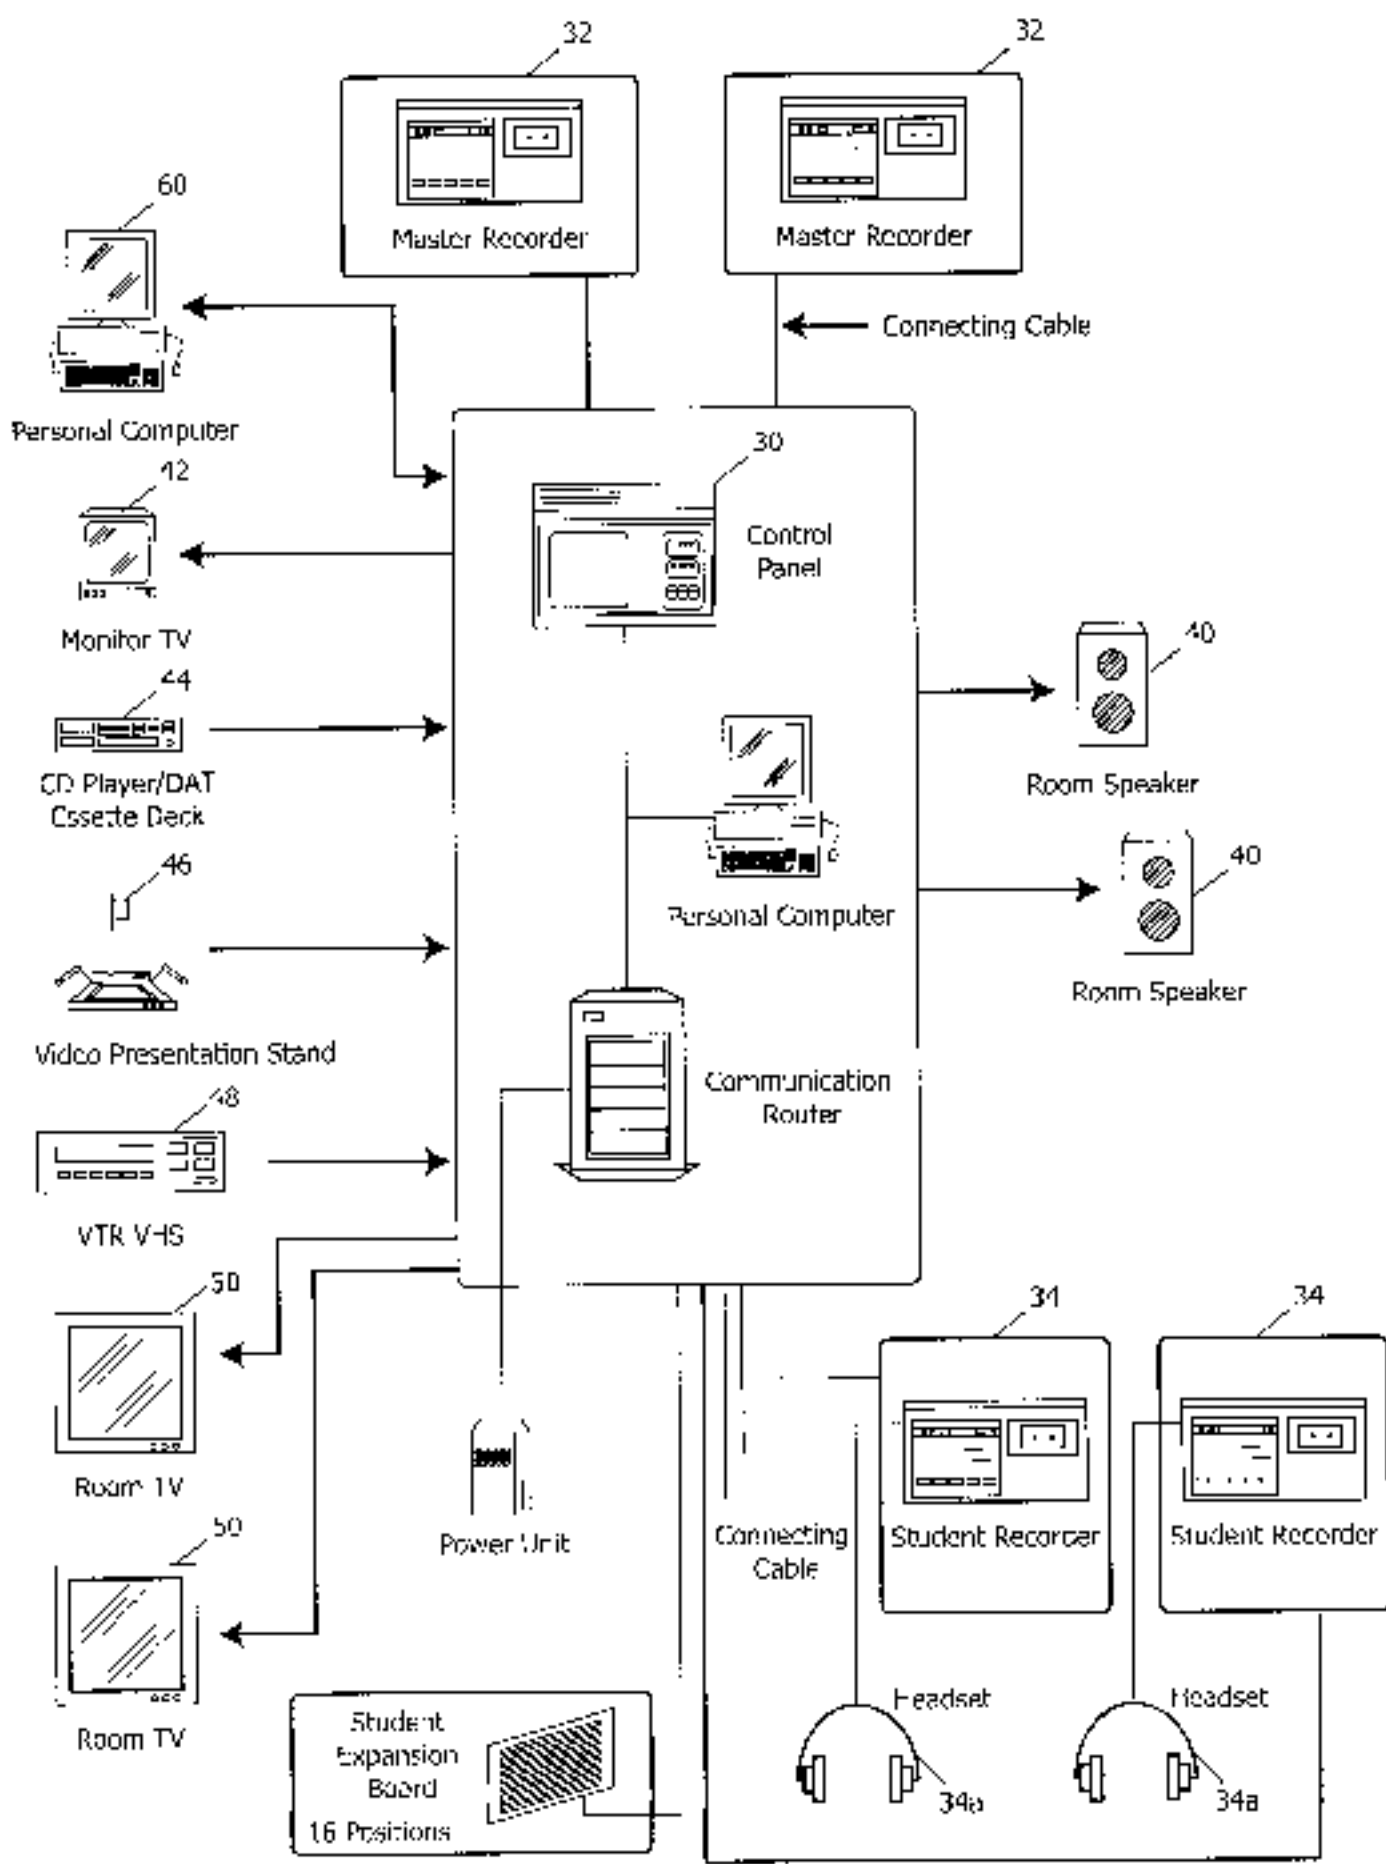 32
32
Master Recorder
Master Recorder
60
Connecting Cable
Personal Computer
42
30
Control
Panel
Monitor TV
44
40
CD Player/DAT
Cssette Deck
Room Speaker
46
40
Personal Computer
Room Speaker
Video Presentation Stand
Communication
Router
48
VTR VHS
50
34
34
Room TV
Power Unit
Connecting
Cable
Student Recorder
Student Recorder
50
Room TV
Headset
Headset
Student
Expansion
Board
16 Positions
34a
34a